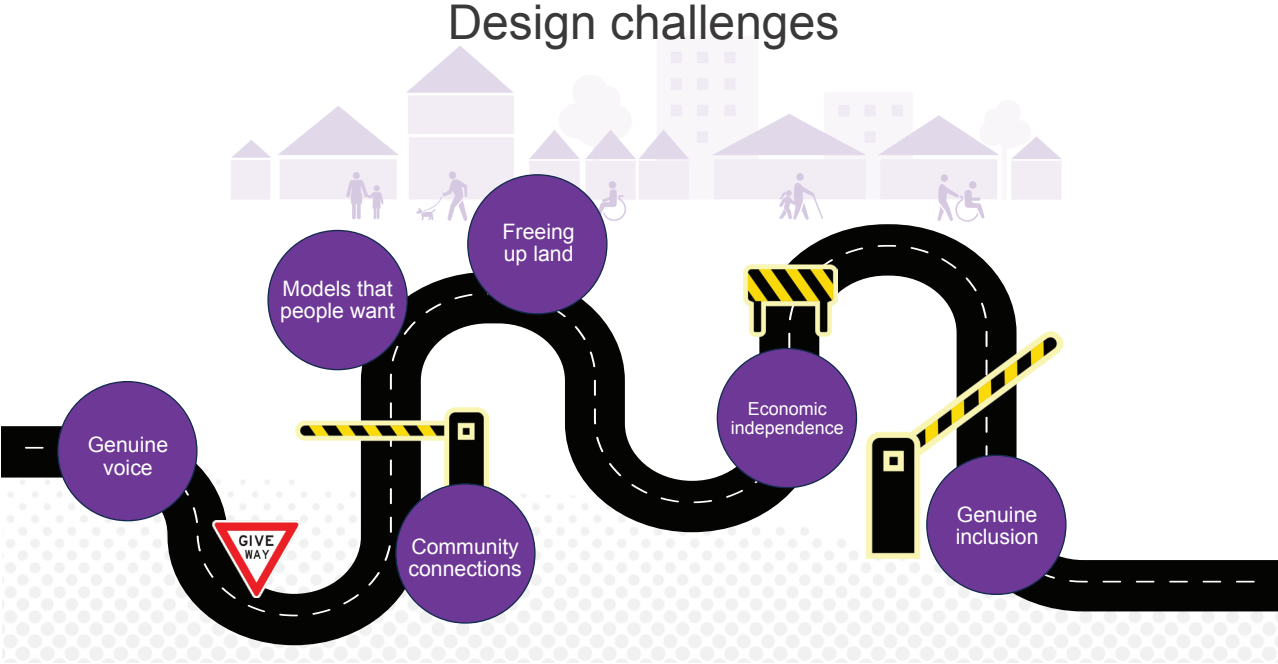 Design challenges
Freeing
up land
Models that
people want
Economic
independence
Genuine
voice
GIVE
WAY
Community
connections
Genuine
inclusion